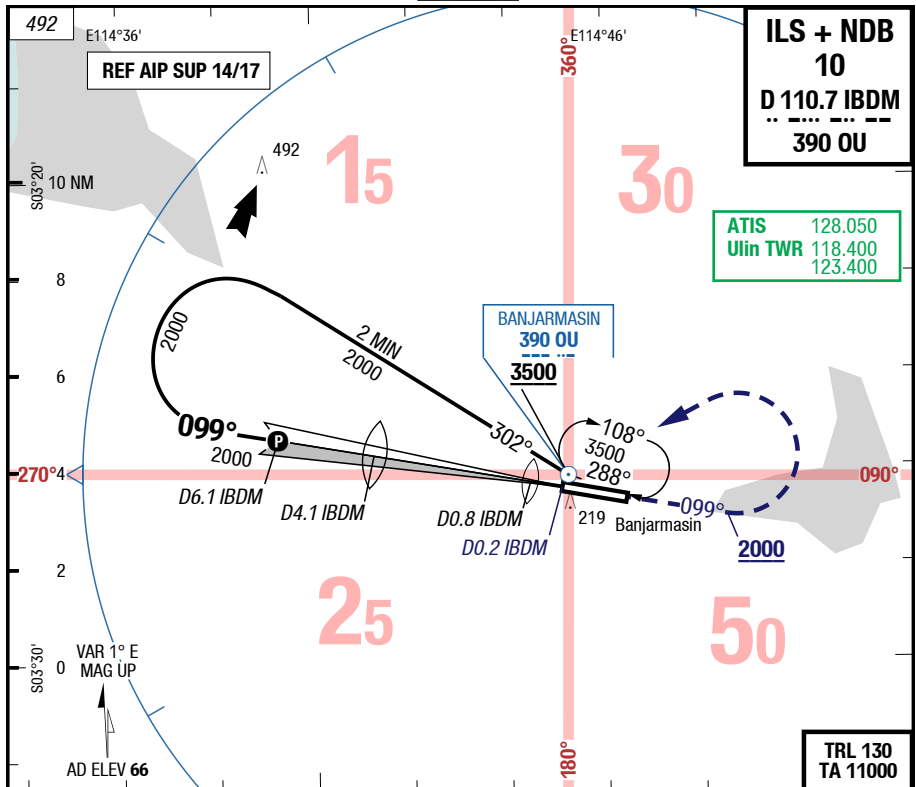 492
E114°36'
E114°46'
REF AIP SUP 14/17
ILS + NDB
10
D 110.7 IBDM
390 OU
360°
492
15
30
S03°20'
10 NM
ATIS 128.050
Ulin TWR 118.400
123.400
8
2000
2 MIN
2000
BANJARMASIN
390 OU
3500
6
099°
302°
108°
3500
288°
2000
270°
4
090°
D6.1 IBDM
D4.1 IBDM
D0.8 IBDM
D0.2 IBDM
219
Banjarmasin
099°
2000
2
25
50
VAR 1° E
MAG UP
S03°30'
0
AD ELEV 66
180°
TRL 130
TA 11000